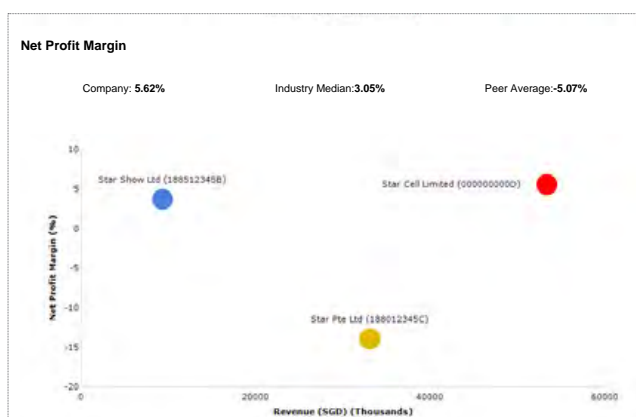 Net Profit Margin
Company: 5.62% Industry Median:3.05% Peer Average:-5.07%
10
Star Show Ltd (188512345B)
Star Cell Limited (000000000D)
5
0
-5
Net Profit Margin (%)
-10
Star Pte Ltd (188012345C)
-15
-20
0 20000 40000 60000
Revenue (SGD) (Thousands)